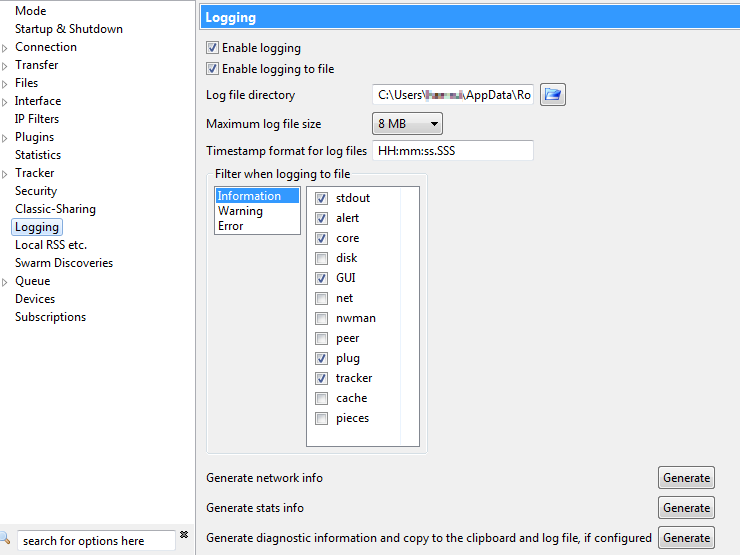 Mode
Startup & Shutdown
Connection
Transfer
Files
Interface
IP Filters
Plugins
Statistics
Tracker
Security
Classic-Sharing
Logging
Local RSS etc.
Swarm Discoveries
Queue
Devices
Subscriptions
search for options here
Logging
Enable logging
Enable logging to file
Log file directory C:\Users\ \AppData\Ro
Maximum log file size 8 MB
Timestamp format for log files HH:mm:ss.SSS
Filter when logging to file
Information
Warning
Error
stdout
alert
core
disk
GUI
net
nwman
peer
plug
tracker
cache
pieces
Generate network info Generate
Generate stats info Generate
Generate diagnostic information and copy to the clipboard and log file, if configured Generate